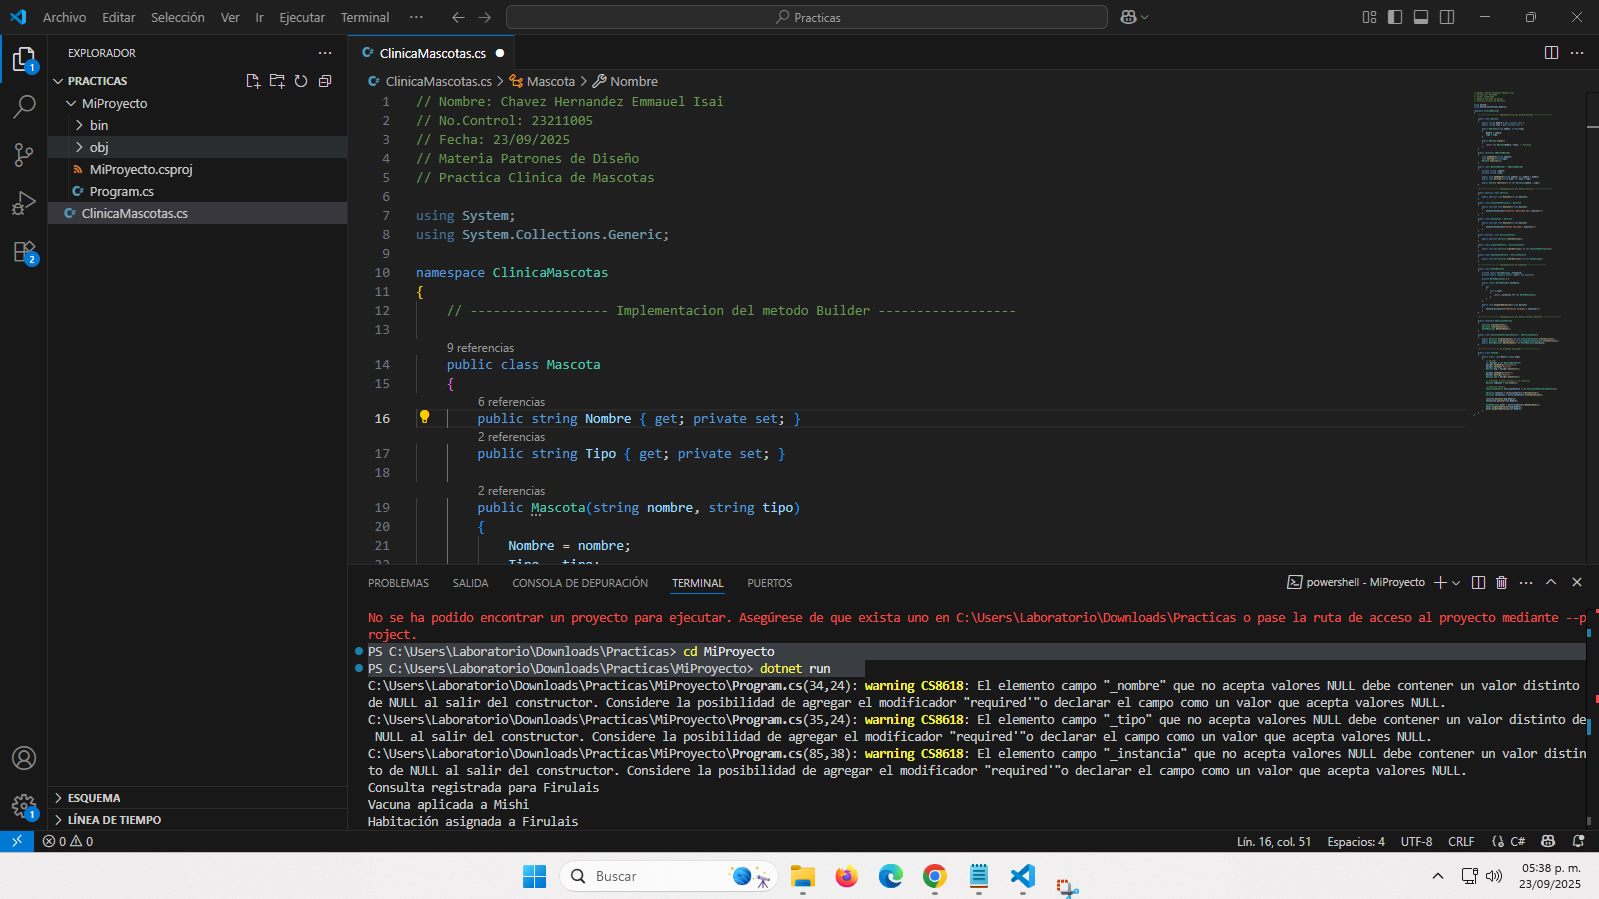 Archivo Editar Selección Ver Ir Ejecutar Terminal ··· Practicas
EXPLORADOR
PRACTICAS
MiProyecto
bin
obj
MiProyecto.csproj
Program.cs
ClinicaMascotas.cs
ESQUEMA
LÍNEA DE TIEMPO
ClinicaMascotas.cs
ClinicaMascotas.cs > Mascota > Nombre
1 // Nombre: Chavez Hernandez Emmauel Isai
2 // No.Control: 23211005
3 // Fecha: 23/09/2025
4 // Materia Patrones de Diseño
5 // Practica Clinica de Mascotas
6
7 using System;
8 using System.Collections.Generic;
9
10 namespace ClinicaMascotas
11 {
12 // ------------------ Implementacion del metodo Builder ------------------
13
9 referencias
14 public class Mascota
15 {
6 referencias
16 public string Nombre { get; private set; }
2 referencias
17 public string Tipo { get; private set; }
18
2 referencias
19 public Mascota(string nombre, string tipo)
20 {
21 Nombre = nombre;
22 Tipo = tipo;
PROBLEMAS SALIDA CONSOLA DE DEPURACIÓN TERMINAL PUERTOS powershell - MiProyecto
No se ha podido encontrar un proyecto para ejecutar. Asegúrese de que exista uno en C:\Users\Laboratorio\Downloads\Practicas o pase la ruta de acceso al proyecto mediante --p
roject.
PS C:\Users\Laboratorio\Downloads\Practicas> cd MiProyecto
PS C:\Users\Laboratorio\Downloads\Practicas\MiProyecto> dotnet run
C:\Users\Laboratorio\Downloads\Practicas\MiProyecto\Program.cs(34,24): warning CS8618: El elemento campo "_nombre" que no acepta valores NULL debe contener un valor distinto
de NULL al salir del constructor. Considere la posibilidad de agregar el modificador "required'"o declarar el campo como un valor que acepta valores NULL.
C:\Users\Laboratorio\Downloads\Practicas\MiProyecto\Program.cs(35,24): warning CS8618: El elemento campo "_tipo" que no acepta valores NULL debe contener un valor distinto de
NULL al salir del constructor. Considere la posibilidad de agregar el modificador "required'"o declarar el campo como un valor que acepta valores NULL.
C:\Users\Laboratorio\Downloads\Practicas\MiProyecto\Program.cs(85,38): warning CS8618: El elemento campo "_instancia" que no acepta valores NULL debe contener un valor distin
to de NULL al salir del constructor. Considere la posibilidad de agregar el modificador "required'"o declarar el campo como un valor que acepta valores NULL.
Consulta registrada para Firulais
Vacuna aplicada a Mishi
Habitación asignada a Firulais
0 0 Lín. 16, col. 51 Espacios: 4 UTF-8 CRLF {} C#
Buscar
05:38 p. m.
23/09/2025